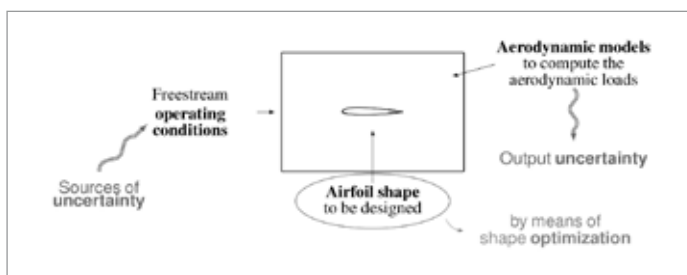 Aerodynamic models
to compute the
aerodynamic loads
Freestream
operating
conditions
Output uncertainty
Sources of
uncertainty
Airfoil shape
to be designed
by means of
shape optimization